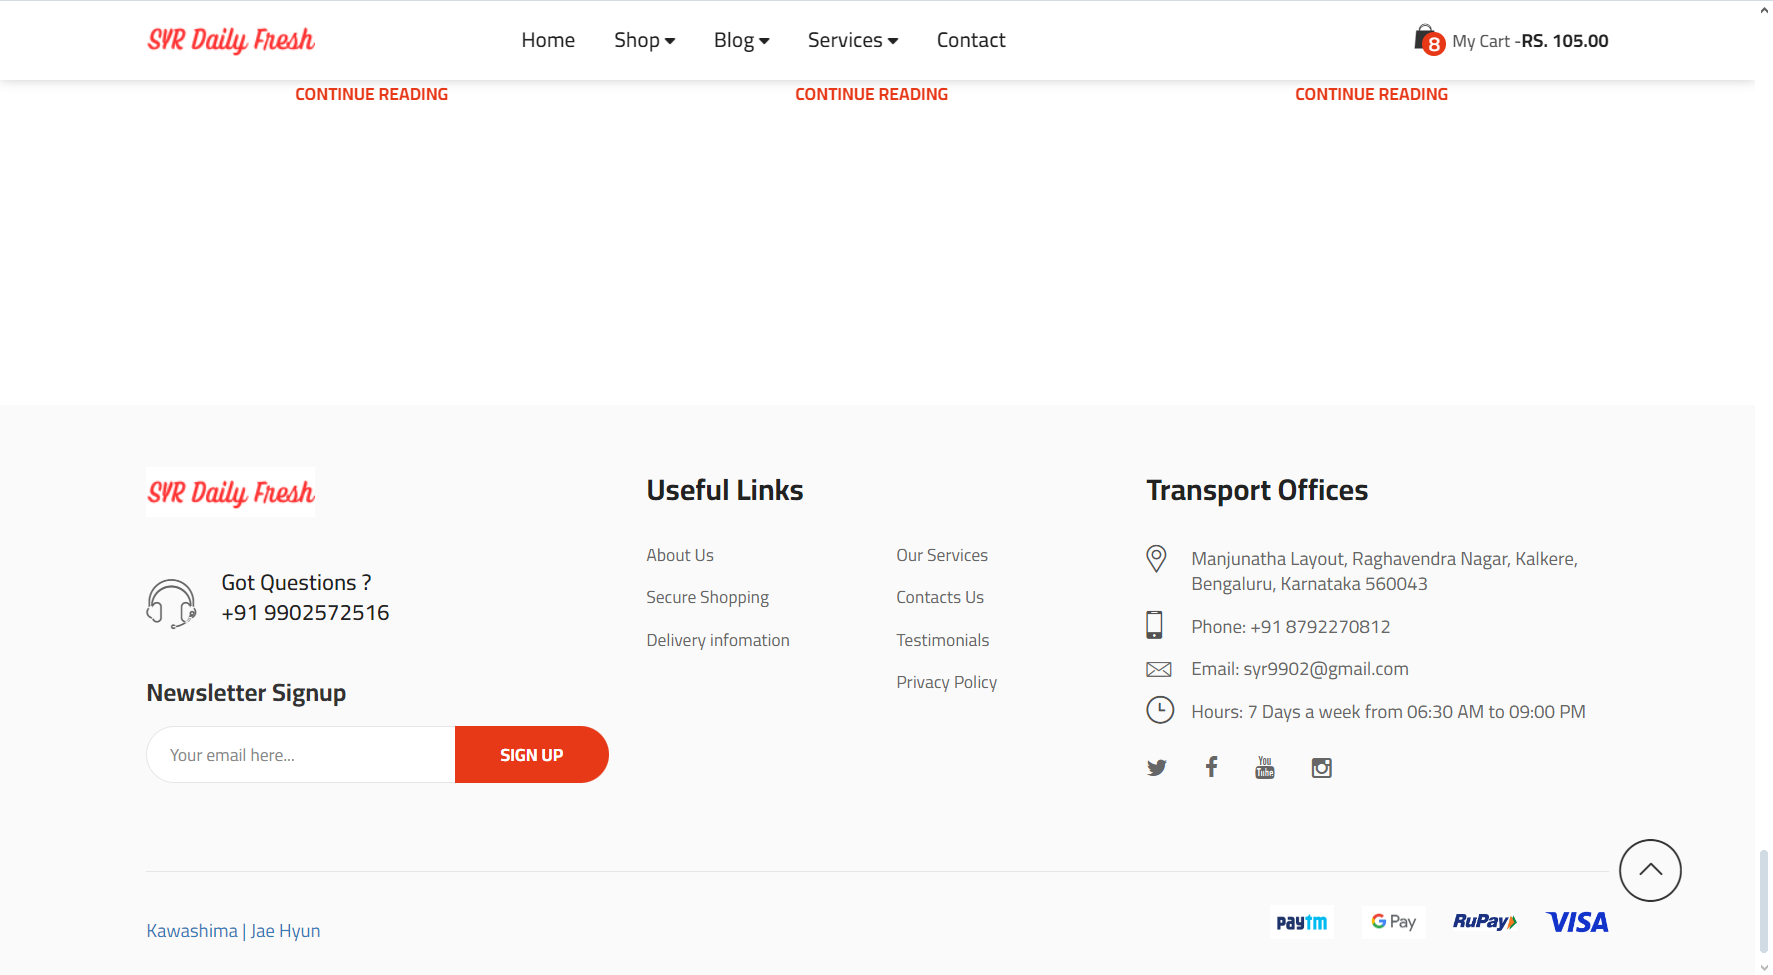 SVR Daily Fresh
Home Shop Blog Services Contact
8 My Cart -RS. 105.00
CONTINUE READING CONTINUE READING CONTINUE READING
SVR Daily Fresh
Got Questions ?
+91 9902572516
Newsletter Signup
Your email here... SIGN UP
Useful Links
About Us
Secure Shopping
Delivery infomation
Our Services
Contacts Us
Testimonials
Privacy Policy
Transport Offices
Manjunatha Layout, Raghavendra Nagar, Kalkere,
Bengaluru, Karnataka 560043
Phone: +91 8792270812
Email: syr9902@gmail.com
Hours: 7 Days a week from 06:30 AM to 09:00 PM
You
Tube
Kawashima | Jae Hyun
paytm G Pay RuPay VISA